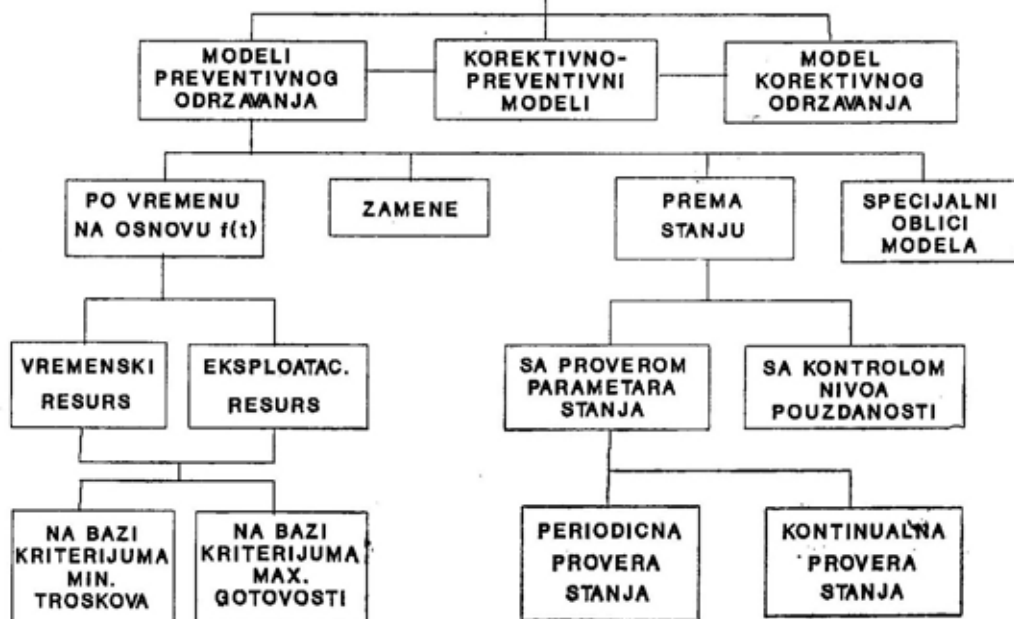 MODELI
PREVENTIVNOG
ODRZAVANJA
KOREKTIVNO-
PREVENTIVNI
MODELI
MODEL
KOREKTIVNOG
ODRZAVANJA
PO VREMENU
NA OSNOVU f(t)
ZAMENE
PREMA
STANJU
SPECIJALNI
OBLICI
MODELA
VREMENSKI
RESURS
EKSPLOATAC.
RESURS
SA PROVEROM
PARAMETARA
STANJA
SA KONTROLOM
NIVOA
POUZDANOSTI
NA BAZI
KRITERIJUMA
MIN.
TROSKOVA
NA BAZI
KRITERIJUMA
MAX.
GOTOVOSTI
PERIODICNA
PROVERA
STANJA
KONTINUALNA
PROVERA
STANJA